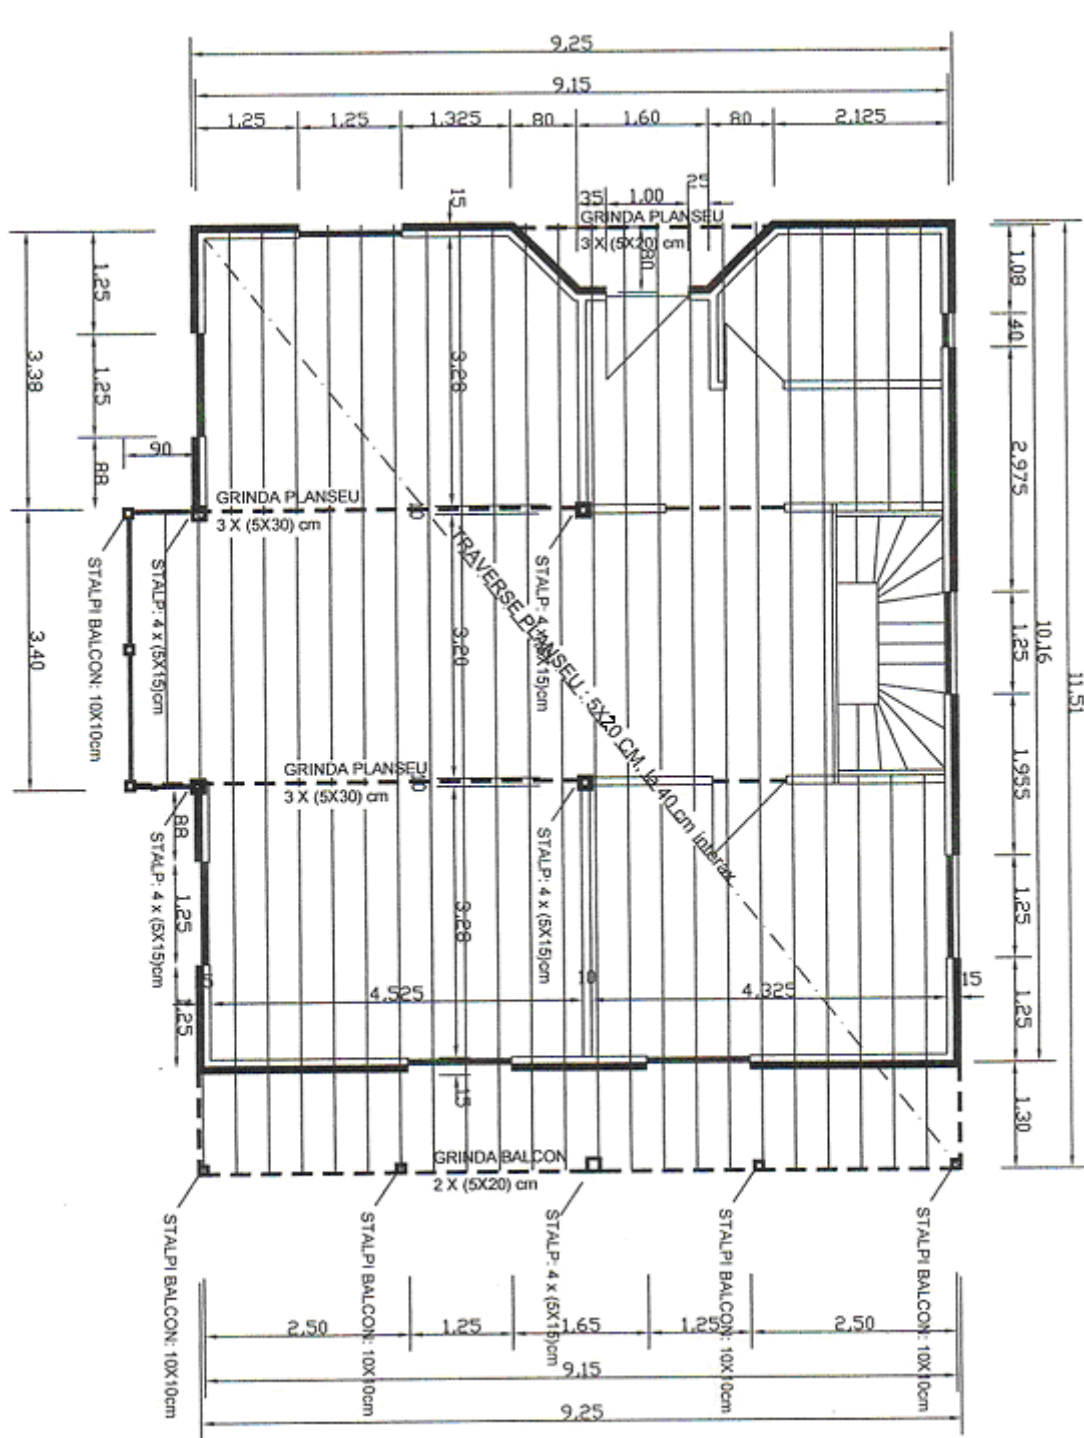 9.25
9.15
1.25 1.25 1.325 80 1.60 80 2.125
25
35 1.00
15
GRINDA PLANSEU
3 X (5X20) cm
80
1.25
1.25
3.38
88
90
3.28
1.08
40
2.975
GRINDA PLANSEU
3 X (5X30) cm
10
TRAVERSE PLANSEU : 5X20 CM, la 40 cm interax
STALPI BALCON: 10X10cm
STALP: 4 x (5X15)cm
STALP: 4 x (5X15)cm
3.40
3.20
1.25
10.16
11.51
1.955
GRINDA PLANSEU
3 X (5X30) cm
10
88
STALP: 4 x (5X15)cm
STALP: 4 x (5X15)cm
1.25
3.28
1.25
15
10
15
4.525
4.325
1.25
1.25
15
1.30
GRINDA BALCON
2 X (5X20) cm
STALPI BALCON: 10X10cm
STALPI BALCON: 10X10cm
STALP: 4 x (5X15)cm
STALPI BALCON: 10X10cm
STALPI BALCON: 10X10cm
2.50 1.25 1.65 1.25 2.50
9.15
9.25